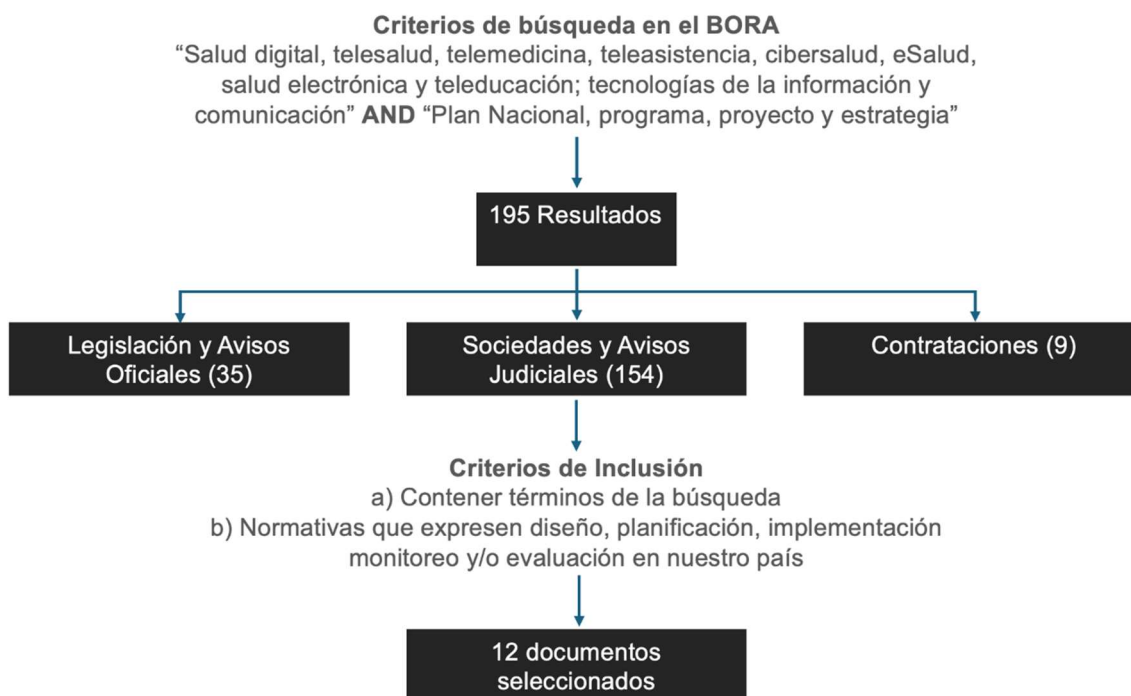 Criterios de búsqueda en el BORA
“Salud digital, telesalud, telemedicina, teleasistencia, cibersalud, eSalud,
salud electrónica y teleducación; tecnologías de la información y
comunicación” AND “Plan Nacional, programa, proyecto y estrategia”
195 Resultados
Legislación y Avisos
Oficiales (35)
Sociedades y Avisos
Judiciales (154)
Contrataciones (9)
Criterios de Inclusión
a) Contener términos de la búsqueda
b) Normativas que expresen diseño, planificación, implementación
monitoreo y/o evaluación en nuestro país
12 documentos
seleccionados